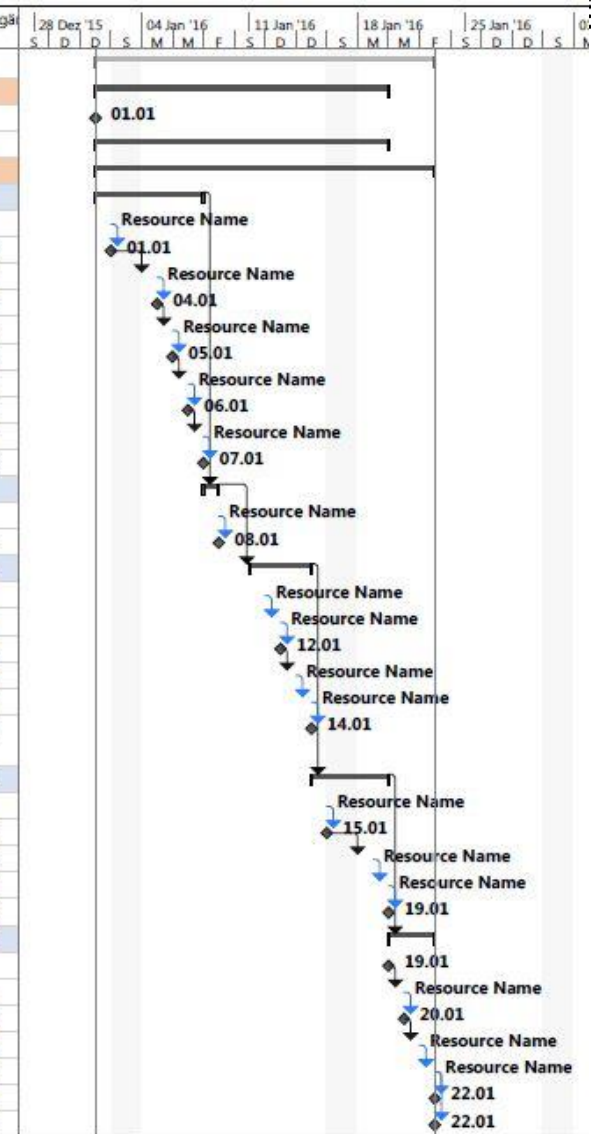 28 Dez '15 04 Jan '16 11 Jan '16 18 Jan '16 25 Jan '16
S D D D S M M F S D D S M M F S D D S M
01.01
Resource Name
01.01
Resource Name
04.01
Resource Name
05.01
Resource Name
06.01
Resource Name
07.01
Resource Name
08.01
Resource Name
Resource Name
12.01
Resource Name
Resource Name
14.01
Resource Name
15.01
Resource Name
Resource Name
19.01
19.01
Resource Name
20.01
Resource Name
Resource Name
22.01
22.01